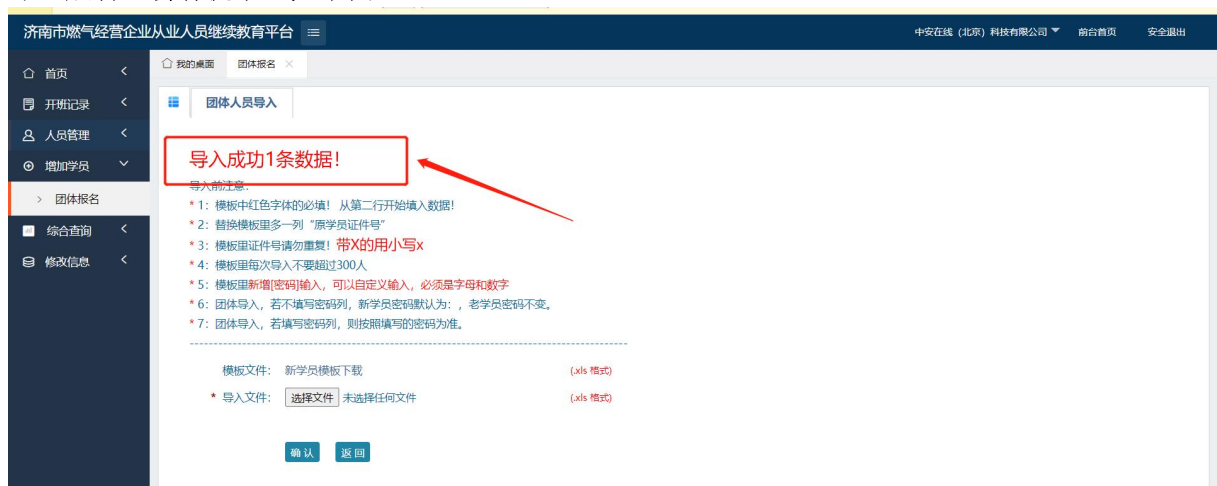 济南市燃气经营企业从业人员继续教育平台
中安在线（北京）科技有限公司 前台首页 安全退出
首页
开班记录
人员管理
增加学员
> 团体报名
综合查询
修改信息
我的桌面 团体报名 ×
团体人员导入
导入成功1条数据！
导入前注意：
* 1：模板中红色字体的必填！ 从第二行开始填入数据！
* 2：替换模板里多一列“原学员证件号”
* 3：模板里证件号请勿重复！带X的用小写x
* 4：模板里每次导入不要超过300人
* 5：模板里新增[密码]输入，可以自定义输入，必须是字母和数字
* 6：团体导入，若不填写密码列，新学员密码默认为：，老学员密码不变。
* 7：团体导入，若填写密码列，则按照填写的密码为准。
模板文件： 新学员模板下载 (.xls 格式)
* 导入文件： 选择文件 未选择任何文件 (.xls 格式)
确 认 返 回